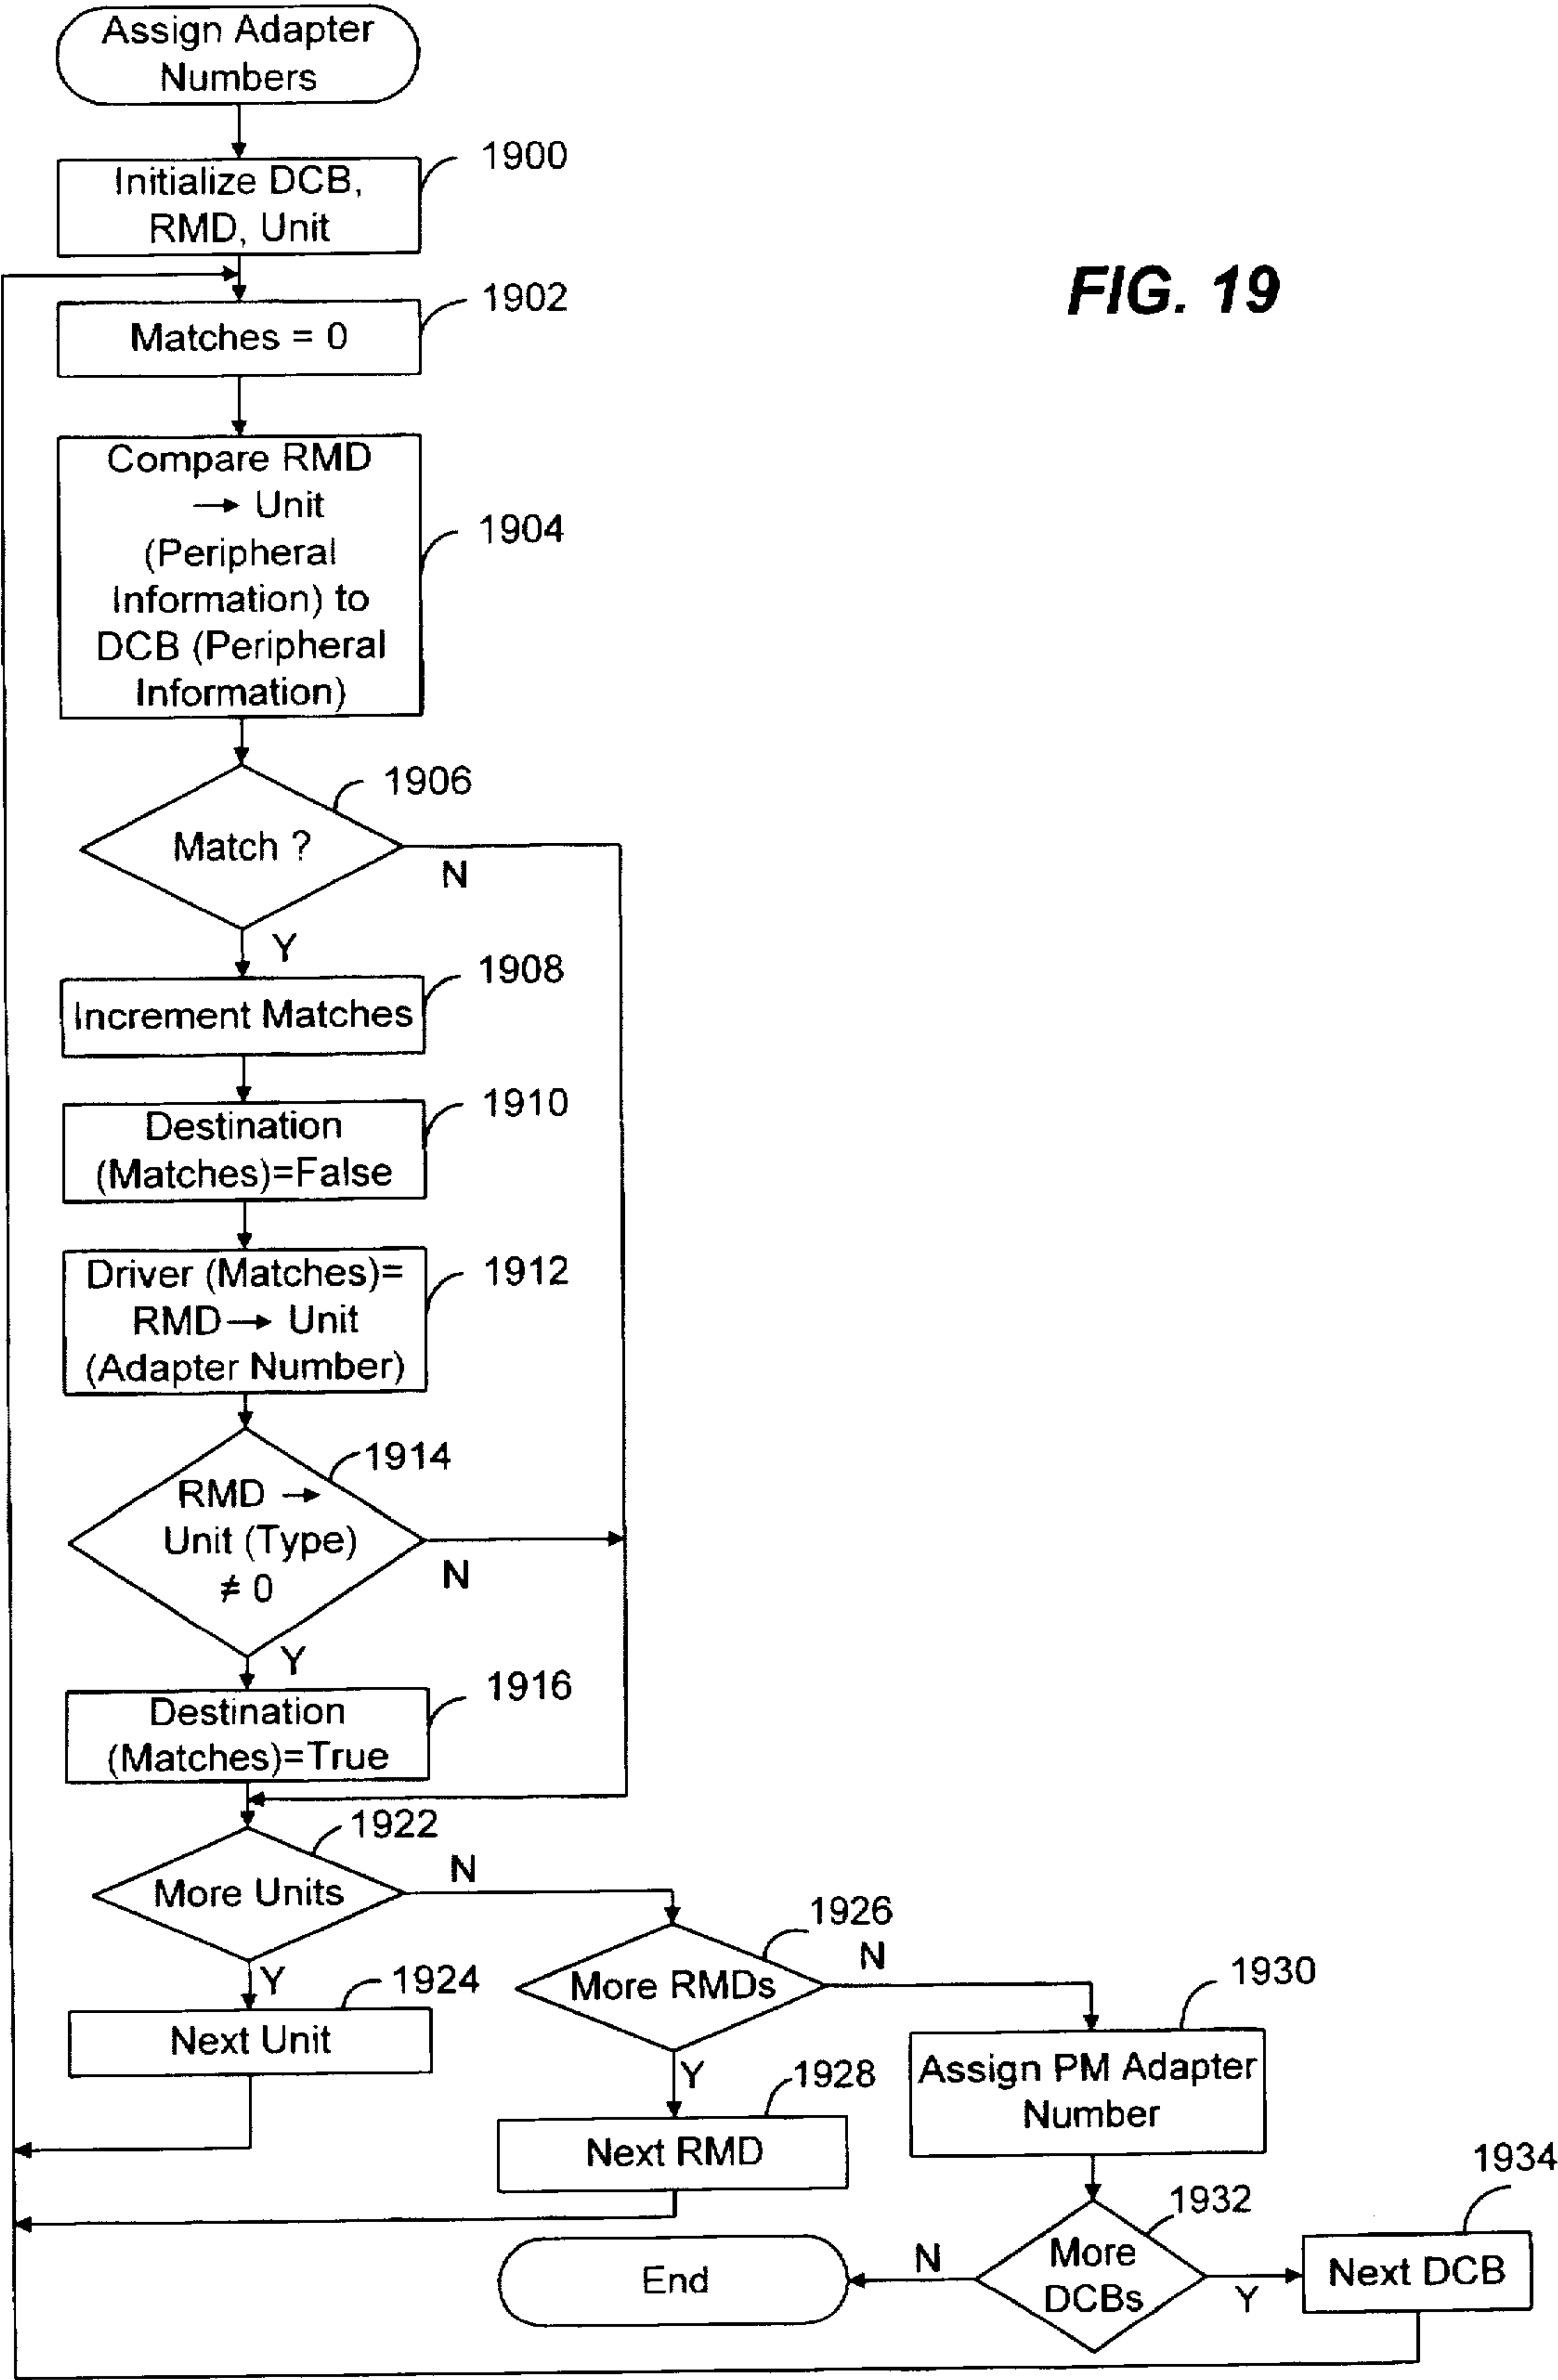 Assign Adapter
Numbers
1900
Initialize DCB,
RMD, Unit
FIG. 19
1902
Matches = 0
Compare RMD
→ Unit
(Peripheral
Information) to
DCB (Peripheral
Information)
1904
1906
Match ?
N
Y
1908
Increment Matches
1910
Destination
(Matches)=False
1912
Driver (Matches)=
RMD → Unit
(Adapter Number)
1914
RMD →
Unit (Type)
≠ 0
N
Y
1916
Destination
(Matches)=True
1922
More Units
N
Y
1924
Next Unit
1926
More RMDs
N
Y
1928
Next RMD
1930
Assign PM Adapter
Number
1932
More
DCBs
N
Y
End
1934
Next DCB